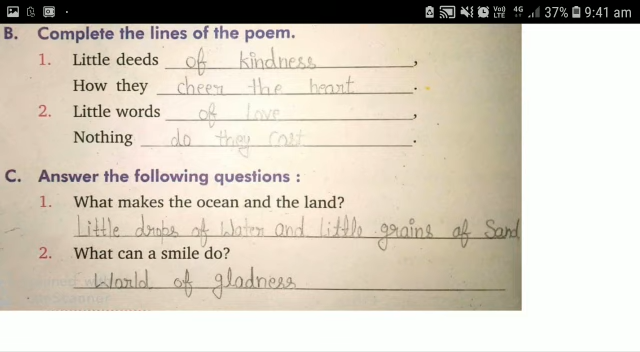 37% 9:41 am
B. Complete the lines of the poem.
1. Little deeds of kindness,
How they cheer the heart.
2. Little words of love,
Nothing do they cost.
C. Answer the following questions :
1. What makes the ocean and the land?
Little drops of Water and little grains of Sand
2. What can a smile do?
World of gladness